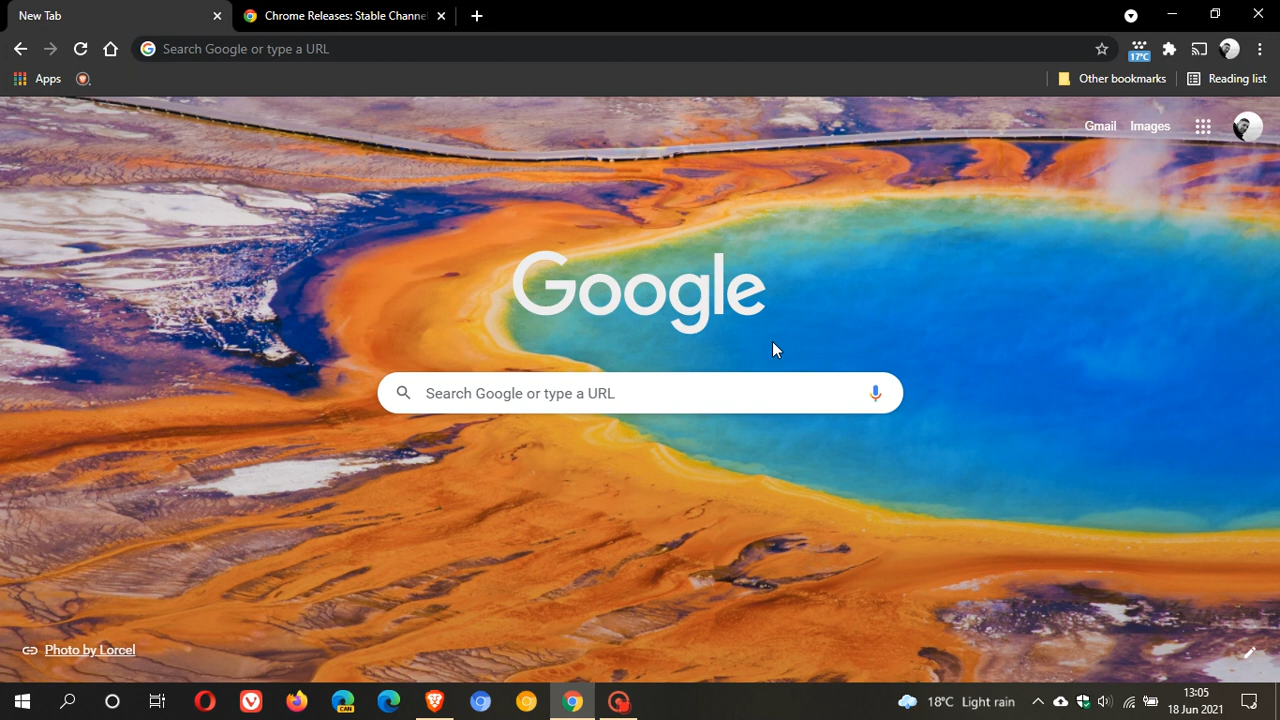 New Tab
Chrome Releases: Stable Channe
Search Google or type a URL
17°C
Apps
Other bookmarks
Reading list
Gmail
Images
Google
Search Google or type a URL
Photo by Lorcel
CAN
18°C Light rain
13:05
18 Jun 2021